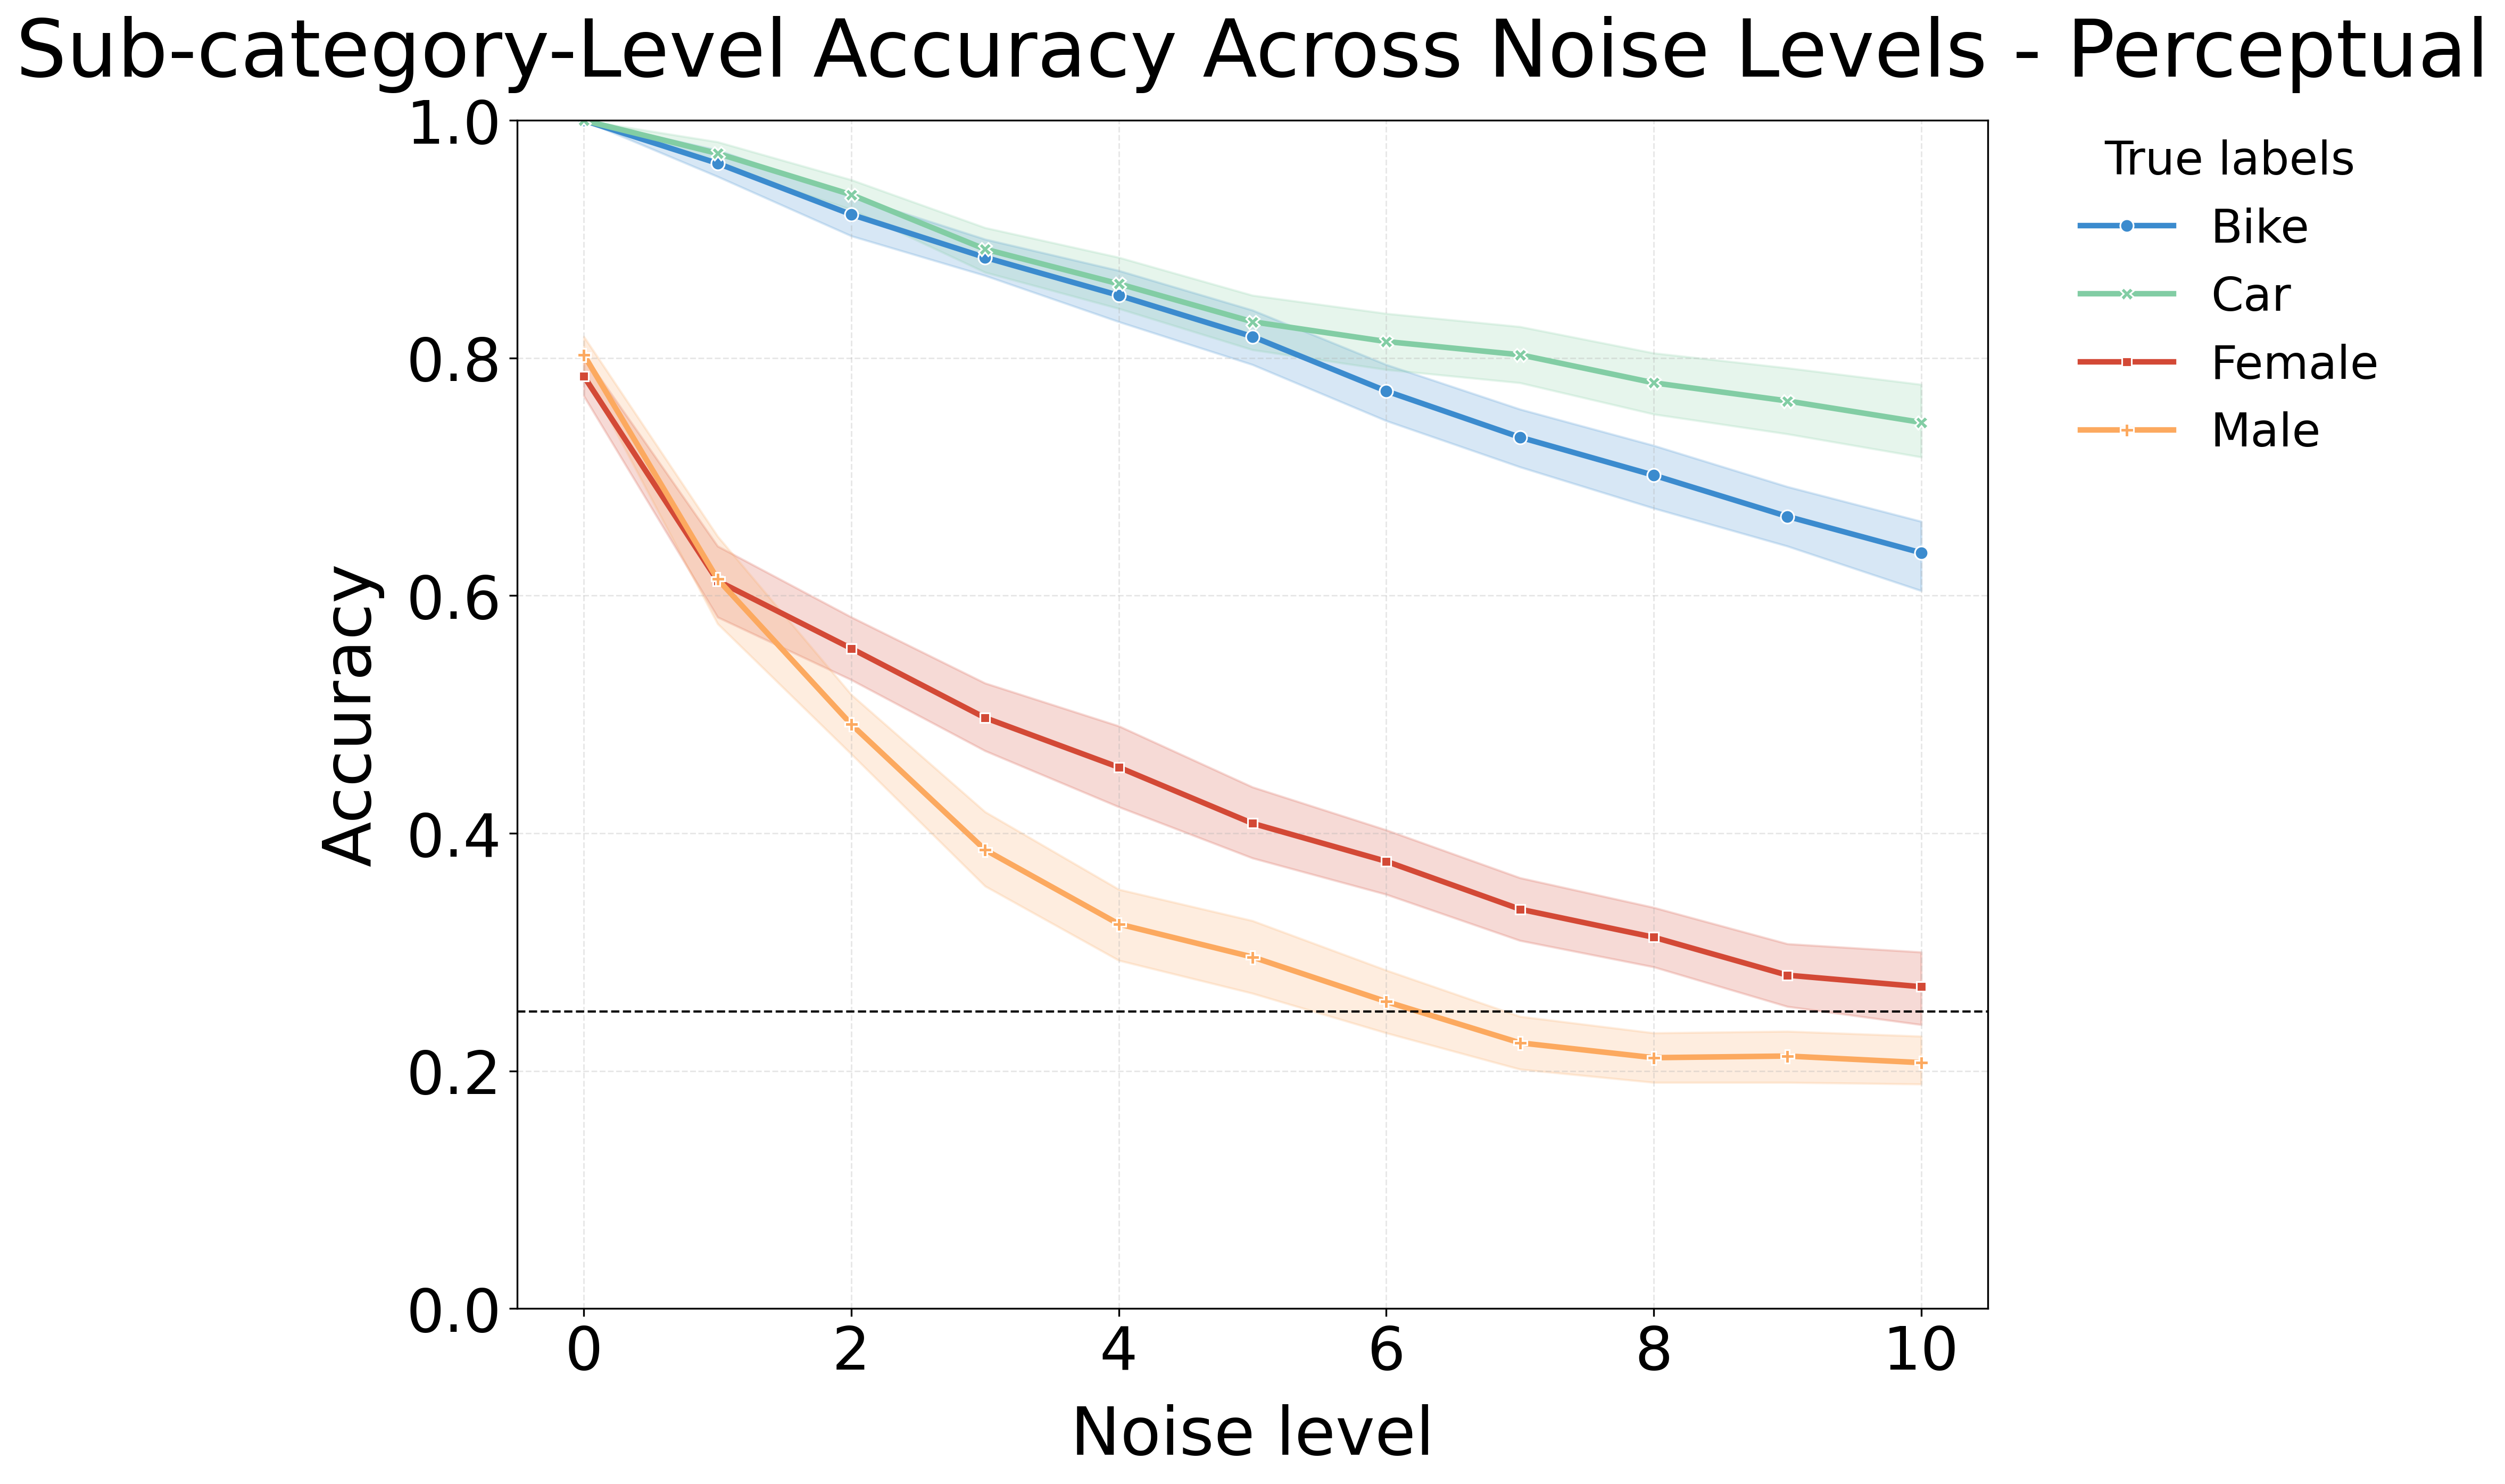 Sub-category-Level Accuracy Across Noise Levels - Perceptual
True labels
Bike
Car
Female
Male
Accuracy
1.0
0.8
0.6
0.4
0.2
0.0
0 2 4 6 8 10
Noise level